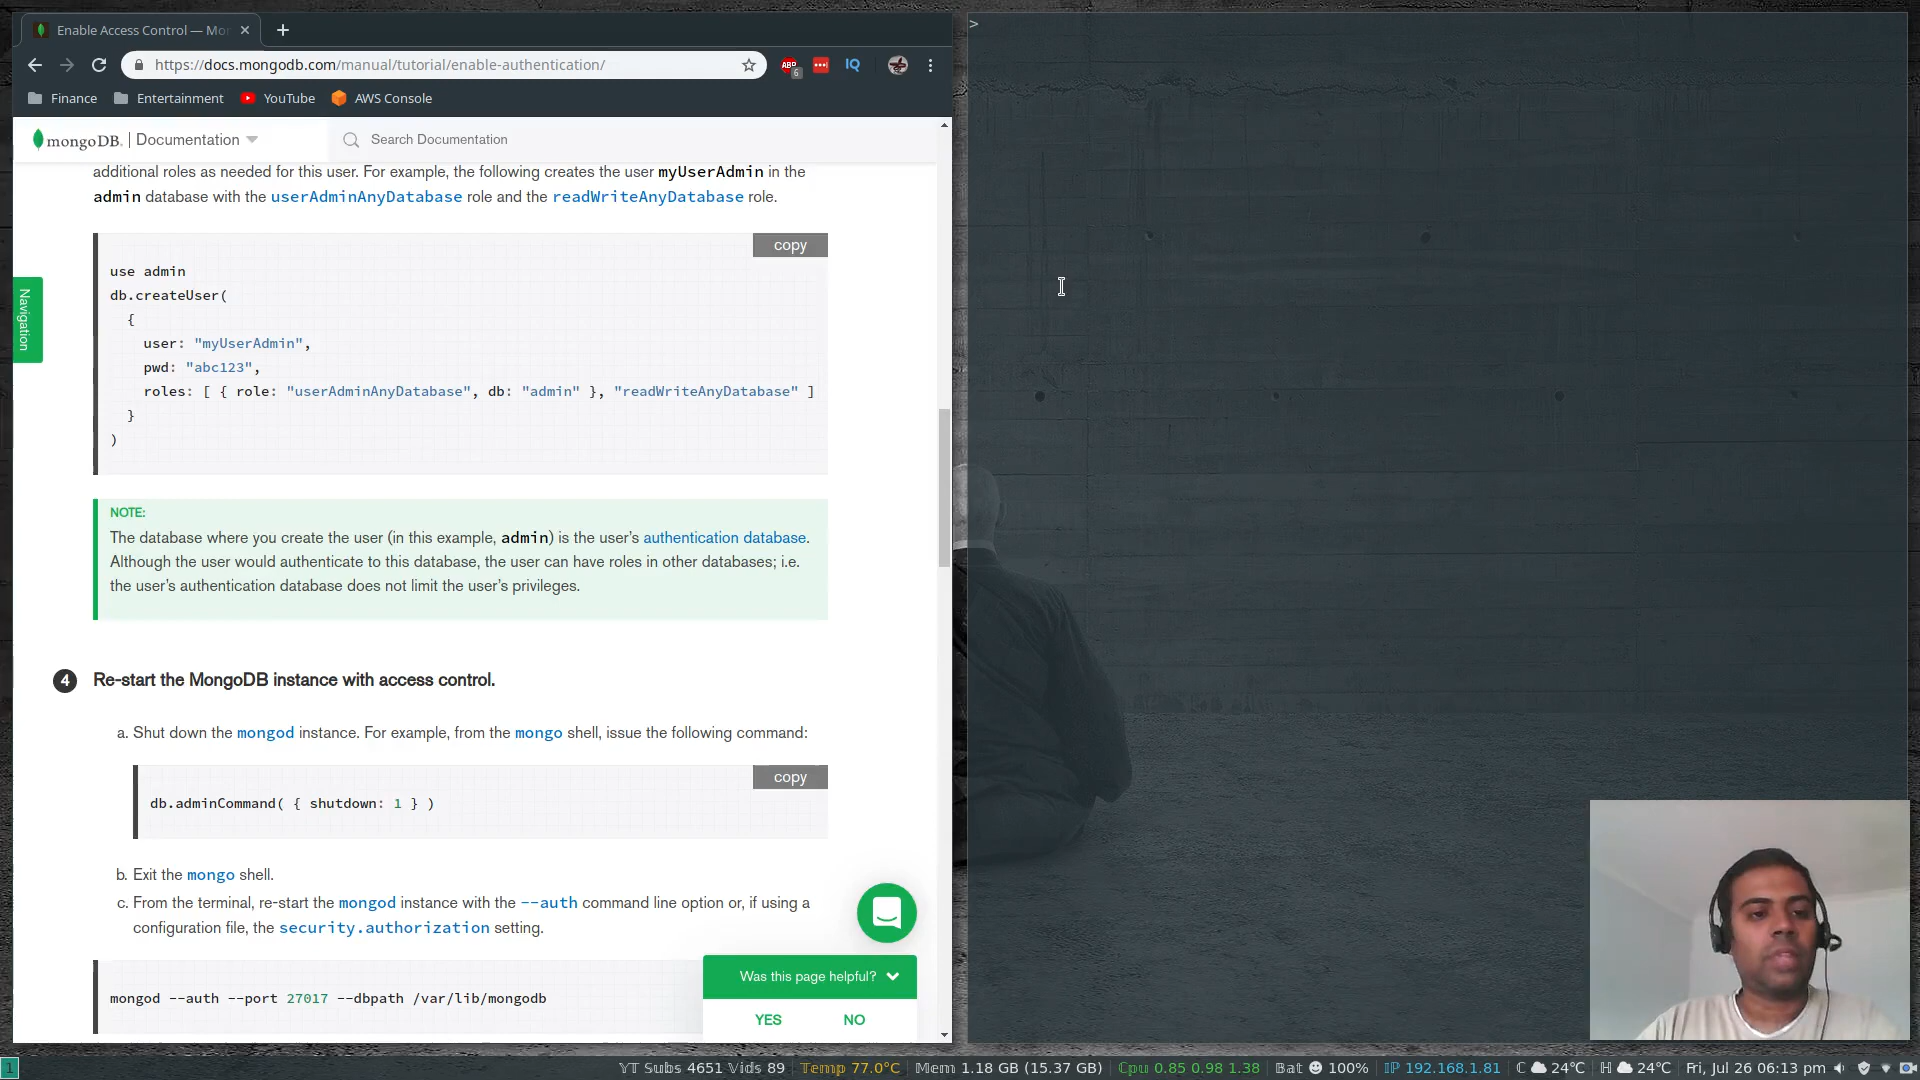 Enable Access Control — Mon
https://docs.mongodb.com/manual/tutorial/enable-authentication/
ABP
6
IQ
Finance
Entertainment
YouTube
AWS Console
mongoDB. | Documentation
Search Documentation
>
additional roles as needed for this user. For example, the following creates the user myUserAdmin in the
admin database with the userAdminAnyDatabase role and the readWriteAnyDatabase role.
copy
use admin
db.createUser(
{
user: "myUserAdmin",
pwd: "abc123",
roles: [ { role: "userAdminAnyDatabase", db: "admin" }, "readWriteAnyDatabase" ]
}
)
Navigation
NOTE:
The database where you create the user (in this example, admin) is the user's authentication database.
Although the user would authenticate to this database, the user can have roles in other databases; i.e.
the user's authentication database does not limit the user's privileges.
4 Re-start the MongoDB instance with access control.
a. Shut down the mongod instance. For example, from the mongo shell, issue the following command:
copy
db.adminCommand( { shutdown: 1 } )
b. Exit the mongo shell.
c. From the terminal, re-start the mongod instance with the --auth command line option or, if using a
configuration file, the security.authorization setting.
mongod --auth --port 27017 --dbpath /var/lib/mongodb
Was this page helpful?
YES NO
1
YT Subs 4651 Vids 89 Temp 77.0°C Mem 1.18 GB (15.37 GB) Cpu 0.85 0.98 1.38 Bat 100% IP 192.168.1.81 C 24°C H 24°C Fri, Jul 26 06:13 pm